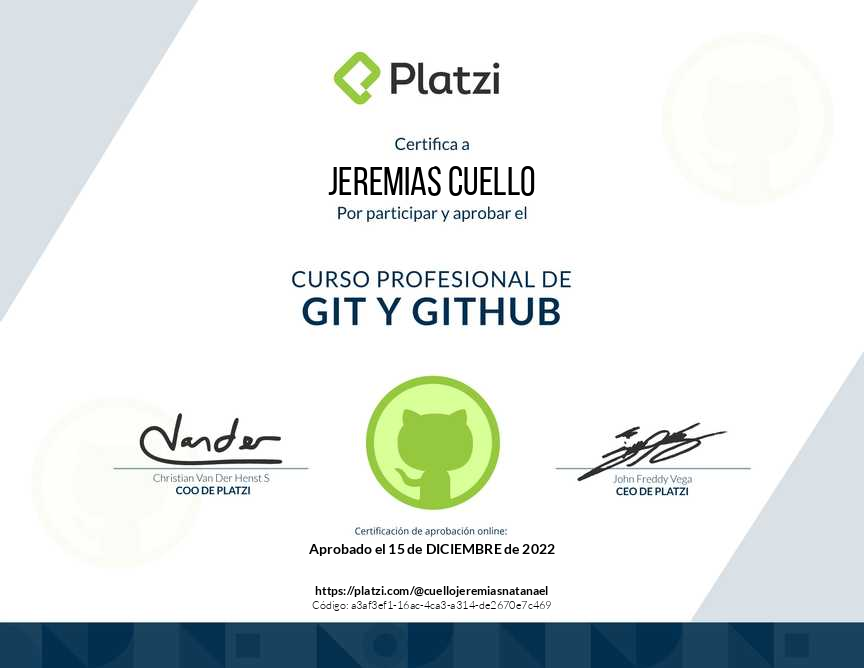 Platzi
Certifica a
JEREMIAS CUELLO
Por participar y aprobar el
CURSO PROFESIONAL DE
GIT Y GITHUB
Vander
Christian Van Der Henst S
COO DE PLATZI
John Freddy Vega
CEO DE PLATZI
Certificación de aprobación online:
Aprobado el 15 de DICIEMBRE de 2022
https://platzi.com/@cuellojeremiasnatanael
Código: a3af3ef1-16ac-4ca3-a314-de2670e7c469